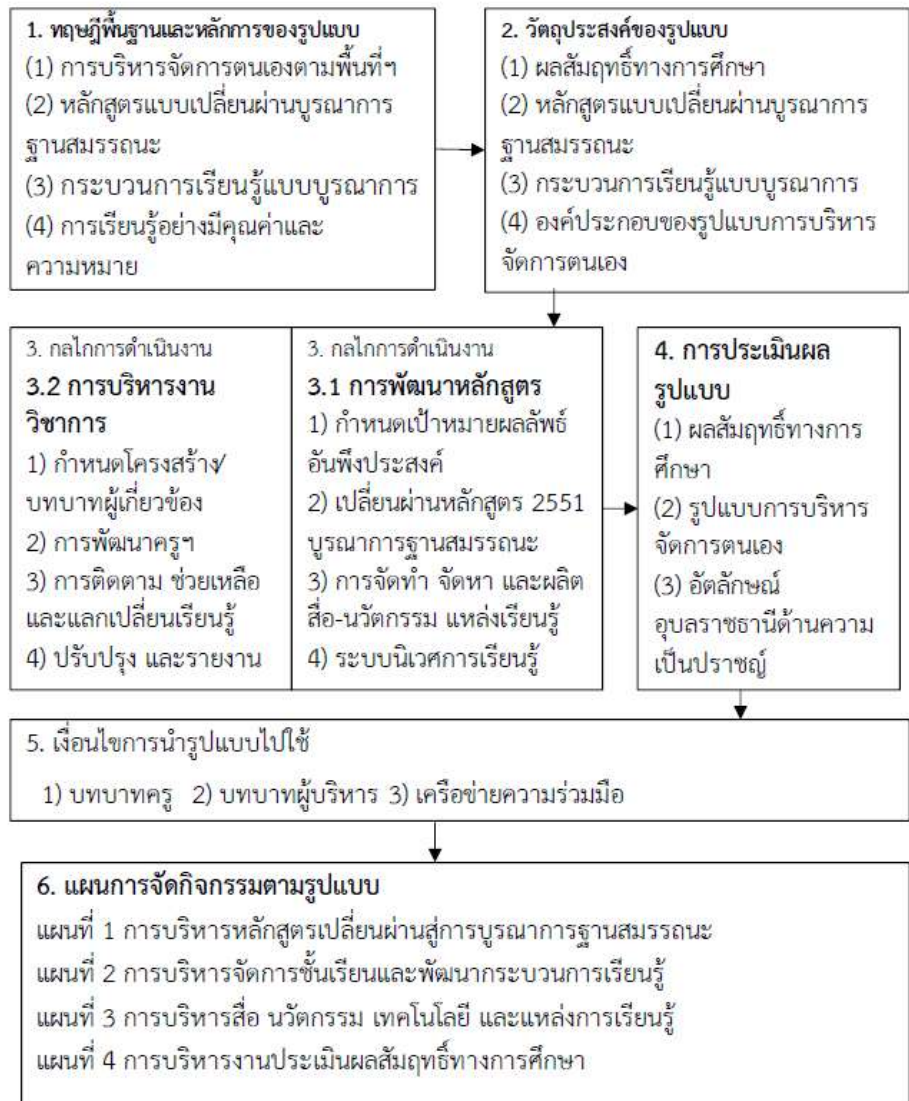 1. ทฤษฎีพื้นฐานและหลักการของรูปแบบ
(1) การบริหารจัดการตนเองตามพื้นที่ฯ
(2) หลักสูตรแบบเปลี่ยนผ่านบูรณาการ
ฐานสมรรถนะ
(3) กระบวนการเรียนรู้แบบบูรณาการ
(4) การเรียนรู้อย่างมีคุณค่าและ
ความหมาย
2. วัตถุประสงค์ของรูปแบบ
(1) ผลสัมฤทธิ์ทางการศึกษา
(2) หลักสูตรแบบเปลี่ยนผ่านบูรณาการ
ฐานสมรรถนะ
(3) กระบวนการเรียนรู้แบบบูรณาการ
(4) องค์ประกอบของรูปแบบการบริหาร
จัดการตนเอง
3. กลไกการดำเนินงาน
3.2 การบริหารงาน
วิชาการ
1) กำหนดโครงสร้าง/
บทบาทผู้เกี่ยวข้อง
2) การพัฒนาครูฯ
3) การติดตาม ช่วยเหลือ
และแลกเปลี่ยนเรียนรู้
4) ปรับปรุง และรายงาน
3. กลไกการดำเนินงาน
3.1 การพัฒนาหลักสูตร
1) กำหนดเป้าหมายผลลัพธ์
อันพึงประสงค์
2) เปลี่ยนผ่านหลักสูตร 2551
บูรณาการฐานสมรรถนะ
3) การจัดทำ จัดหา และผลิต
สื่อ-นวัตกรรม แหล่งเรียนรู้
4) ระบบนิเวศการเรียนรู้
4. การประเมินผล
รูปแบบ
(1) ผลสัมฤทธิ์ทางการ
ศึกษา
(2) รูปแบบการบริหาร
จัดการตนเอง
(3) อัตลักษณ์
อุบลราชธานีด้านความ
เป็นปราชญ์
5. เงื่อนไขการนำรูปแบบไปใช้
1) บทบาทครู 2) บทบาทผู้บริหาร 3) เครือข่ายความร่วมมือ
6. แผนการจัดกิจกรรมตามรูปแบบ
แผนที่ 1 การบริหารหลักสูตรเปลี่ยนผ่านสู่การบูรณาการฐานสมรรถนะ
แผนที่ 2 การบริหารจัดการชั้นเรียนและพัฒนากระบวนการเรียนรู้
แผนที่ 3 การบริหารสื่อ นวัตกรรม เทคโนโลยี และแหล่งการเรียนรู้
แผนที่ 4 การบริหารงานประเมินผลสัมฤทธิ์ทางการศึกษา